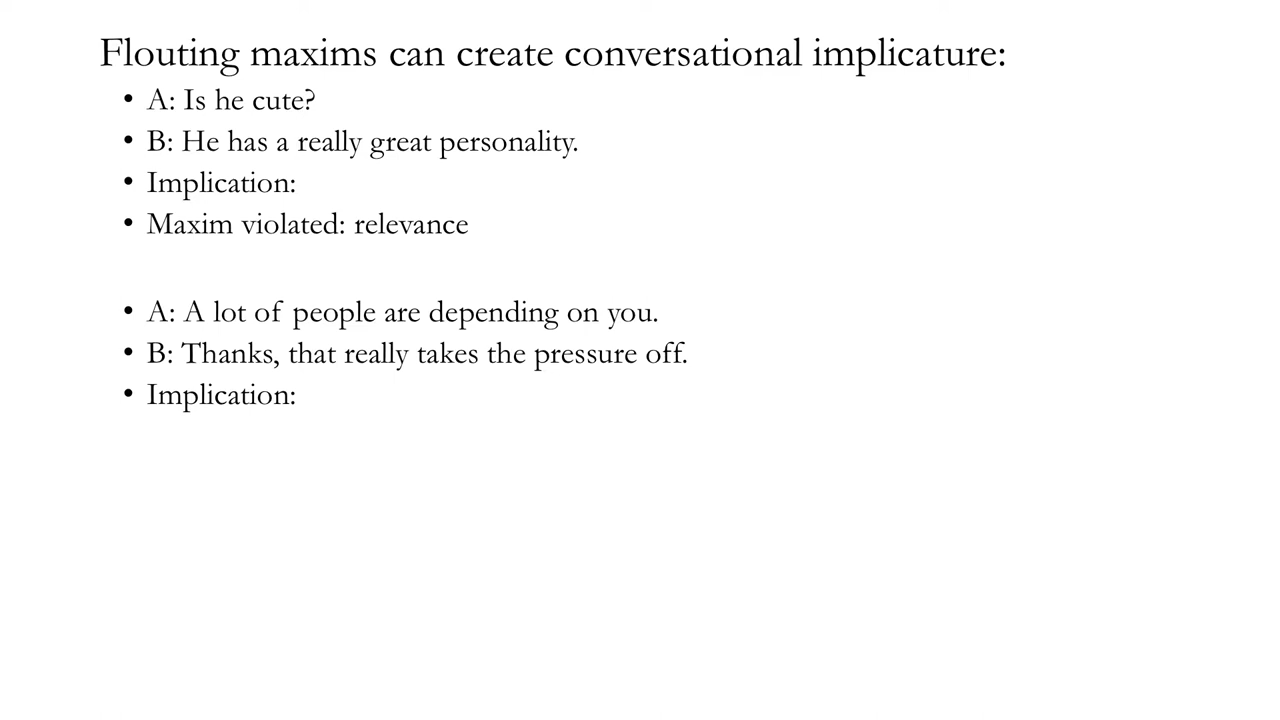 Flouting maxims can create conversational implicature:
• A: Is he cute?
• B: He has a really great personality.
• Implication:
• Maxim violated: relevance
• A: A lot of people are depending on you.
• B: Thanks, that really takes the pressure off.
• Implication: